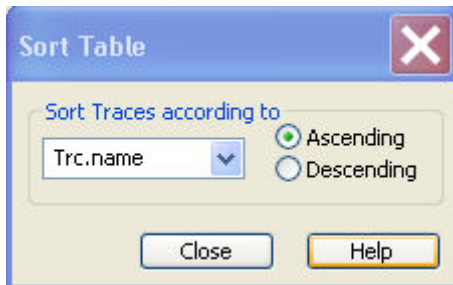 Sort Table
Sort Traces according to
Trc.name
Ascending
Descending
Close Help